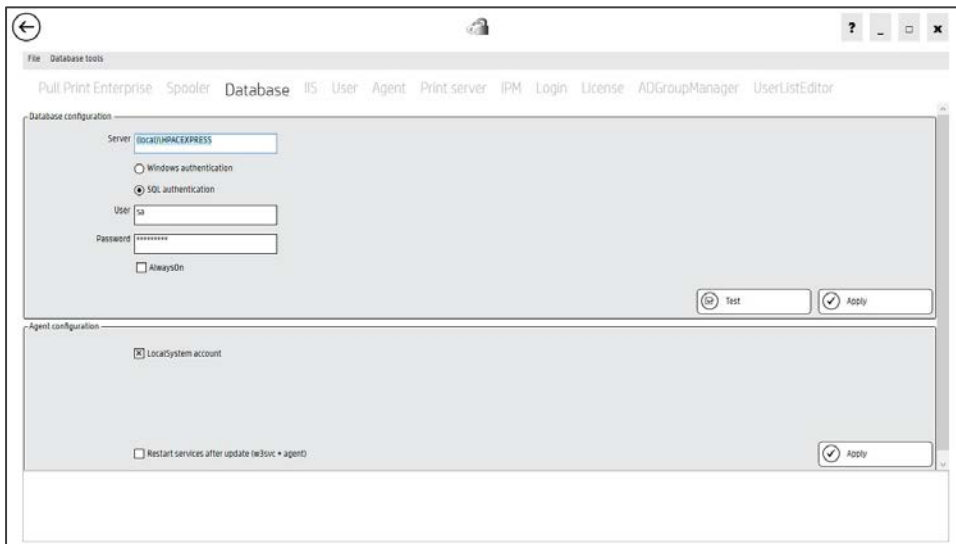 ?
File Database tools
Pull Print Enterprise Spooler Database IIS User Agent Print server IPM Login License ADGroupManager UserListEditor
Database configuration
Server (local)\HPACEXPRESS
Windows authentication
SQL authentication
User sa
Password *********
AlwaysOn
Test Apply
Agent configuration
LocalSystem account
Restart services after update (w3svc + agent)
Apply